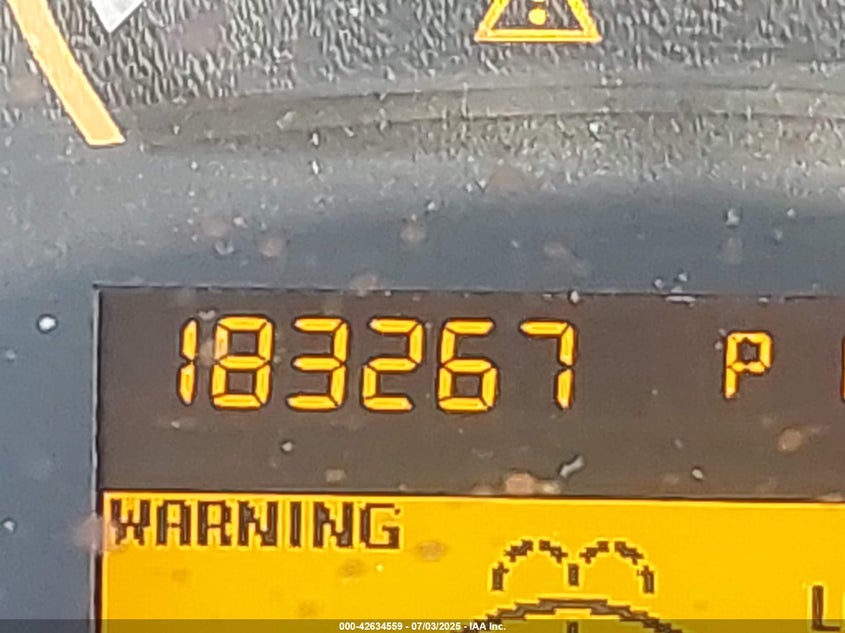 183267 P
WARNING
L
000-42634559 - 07/03/2025 - IAA Inc.